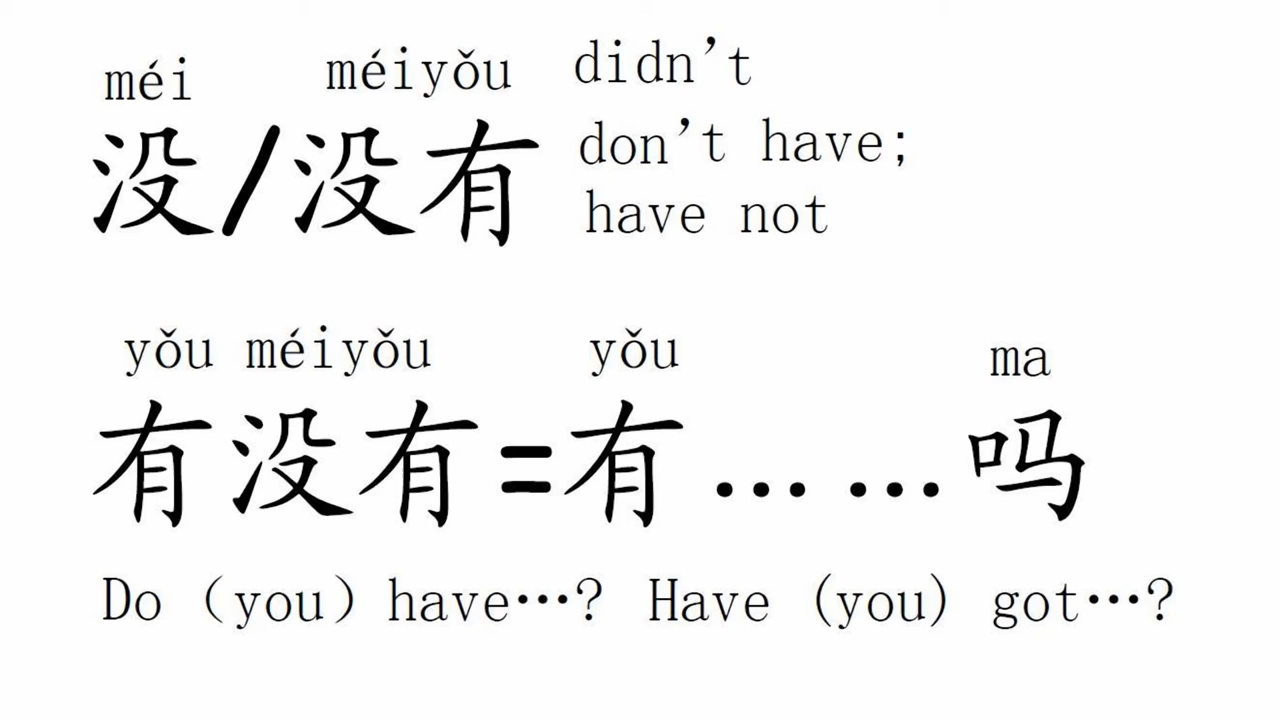 méi méiyǒu didn't
没/没有 don't have;
have not
yǒu méiyǒu yǒu ma
有没有=有……吗
Do （you）have…? Have (you) got…?